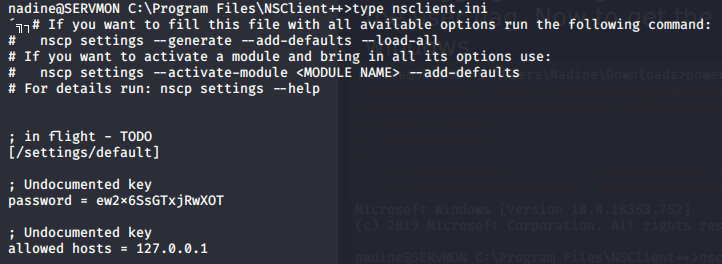 nadine@SERVMON C:\Program Files\NSClient++>type nsclient.ini
´╗┐# If you want to fill this file with all available options run the following command:
#   nscp settings --generate --add-defaults --load-all
# If you want to activate a module and bring in all its options use:
#   nscp settings --activate-module <MODULE NAME> --add-defaults
# For details run: nscp settings --help
; in flight - TODO
[/settings/default]
; Undocumented key
password = ew2x6SsGTxjRwXOT
; Undocumented key
allowed hosts = 127.0.0.1
Microsoft Windows [Version 10.0.18363.752]
(c) 2019 Microsoft Corporation. All rights res
nadine@SERVMON C:\Program Files\NSClient++>nsc